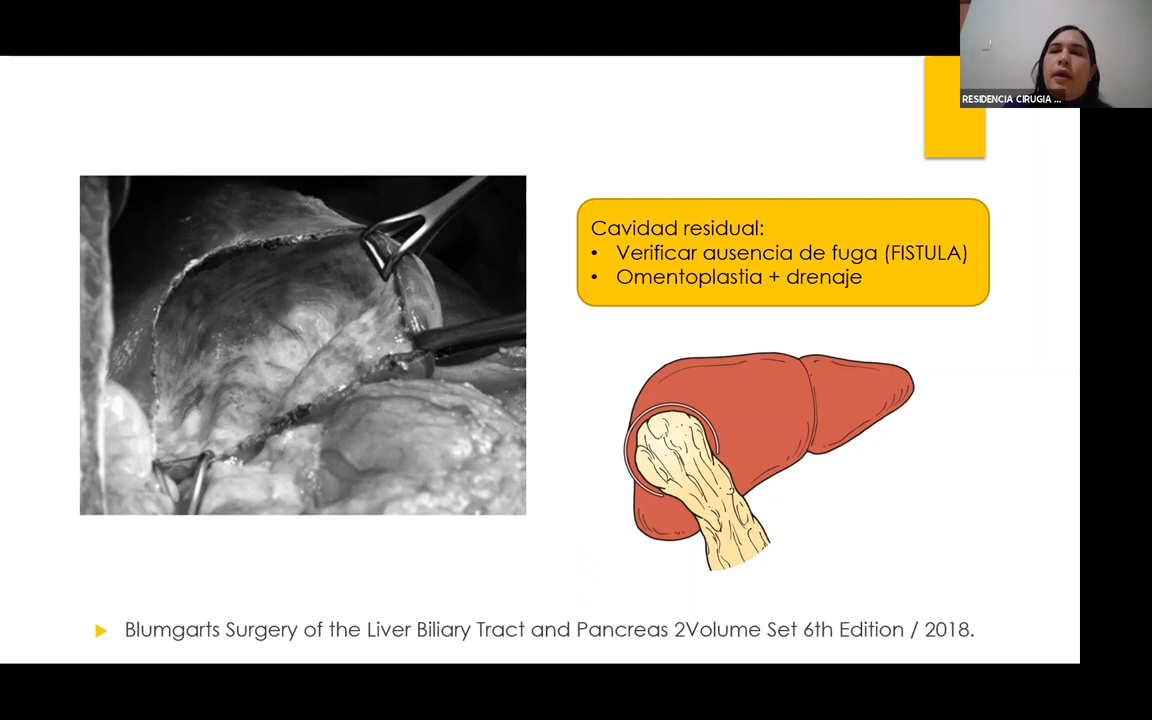 RESIDENCIA CIRUGIA ...
Cavidad residual:
• Verificar ausencia de fuga (FISTULA)
• Omentoplastia + drenaje
Blumgarts Surgery of the Liver Biliary Tract and Pancreas 2Volume Set 6th Edition / 2018.